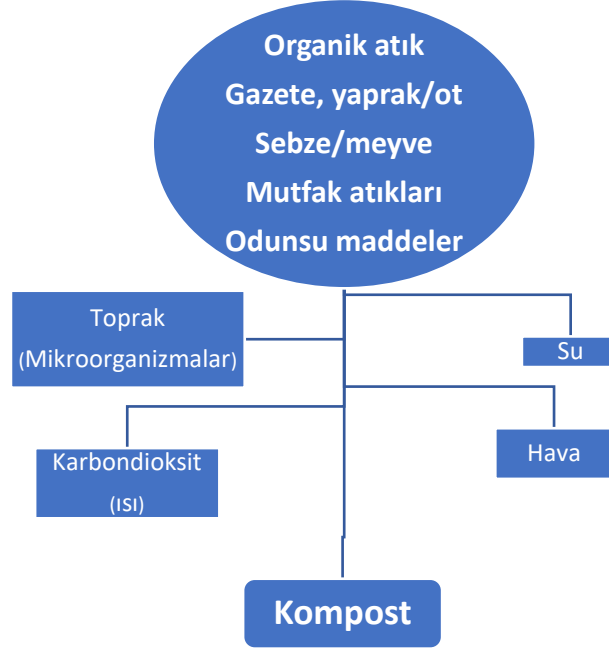 Organik atık
Gazete, yaprak/ot
Sebze/meyve
Mutfak atıkları
Odunsu maddeler
Toprak
(Mikroorganizmalar)
Su
Karbondioksit
(ısı)
Hava
Kompost